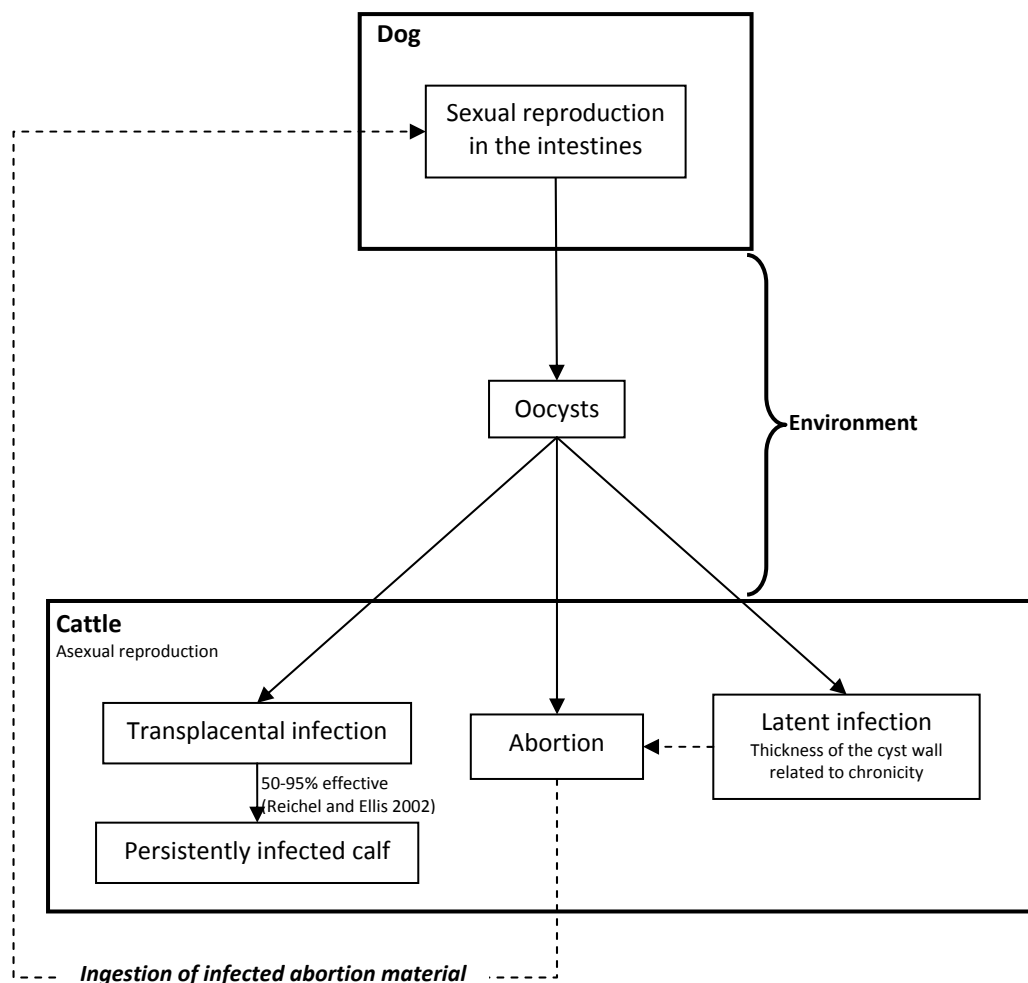 Dog
Sexual reproduction
in the intestines
Oocysts
Environment
Cattle
Asexual reproduction
Transplacental infection
Abortion
Latent infection
Thickness of the cyst wall
related to chronicity
50-95% effective
(Reichel and Ellis 2002)
Persistently infected calf
Ingestion of infected abortion material